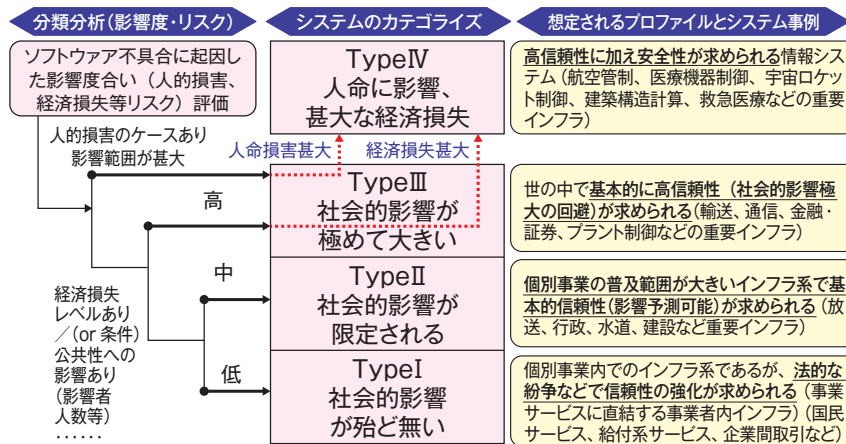 分類分析(影響度・リスク)
システムのカテゴライズ
想定されるプロファイルとシステム事例
ソフトウァア不具合に起因し
た影響度合い（人的損害、
経済損失等リスク）評価
TypeⅣ
人命に影響、
甚大な経済損失
高信頼性に加え安全性が求められる情報シス
テム（航空管制、医療機器制御、宇宙ロケッ
ト制御、建築構造計算、救急医療などの重要
インフラ）
人的損害のケースあり
影響範囲が甚大
人命損害甚大
経済損失甚大
高
TypeⅢ
社会的影響が
極めて大きい
世の中で基本的に高信頼性（社会的影響極
大の回避）が求められる（輸送、通信、金融・
証券、プラント制御などの重要インフラ）
中
TypeⅡ
社会的影響が
限定される
個別事業の普及範囲が大きいインフラ系で基
本的信頼性（影響予測可能）が求められる（放
送、行政、水道、建設など重要インフラ）
経済損失
レベルあり
／（or 条件）
公共性への
影響あり
（影響者
人数等）
……
低
TypeⅠ
社会的影響
が殆ど無い
個別事業内でのインフラ系であるが、法的な
紛争などで信頼性の強化が求められる（事業
サービスに直結する事業者内インフラ）（国民
サービス、給付系サービス、企業間取引など）